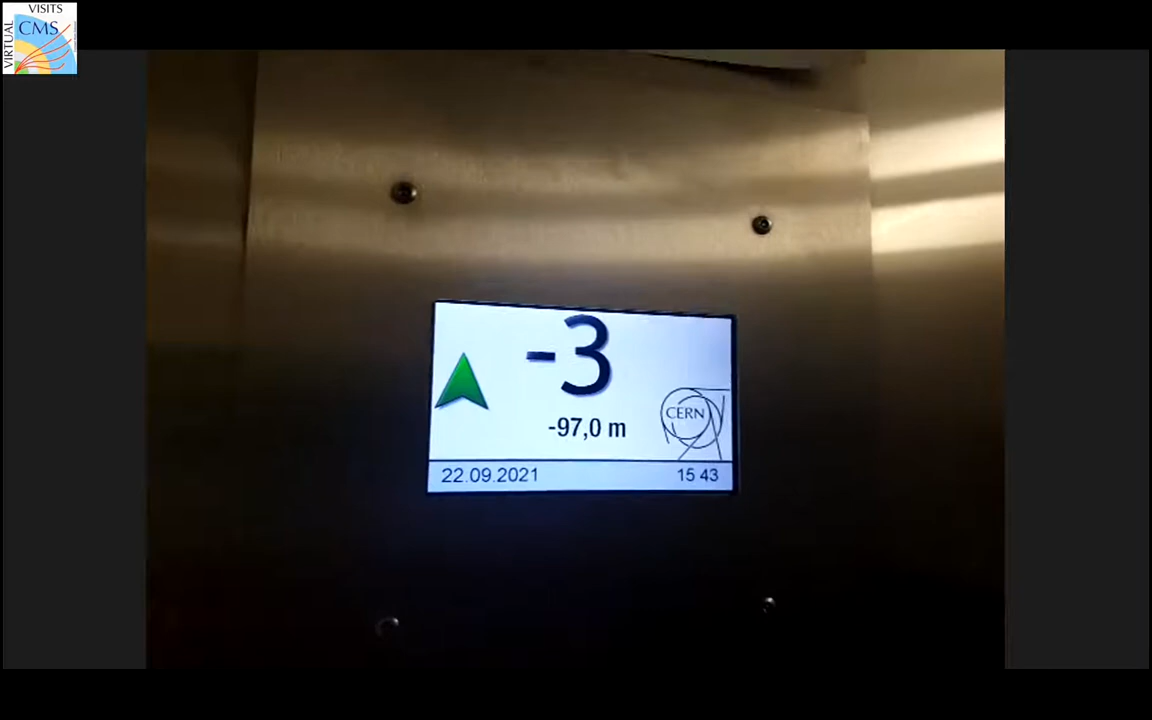 VISITS
CMS
VIRTUAL
-3
-97,0 m
CERN
22.09.2021
15 43